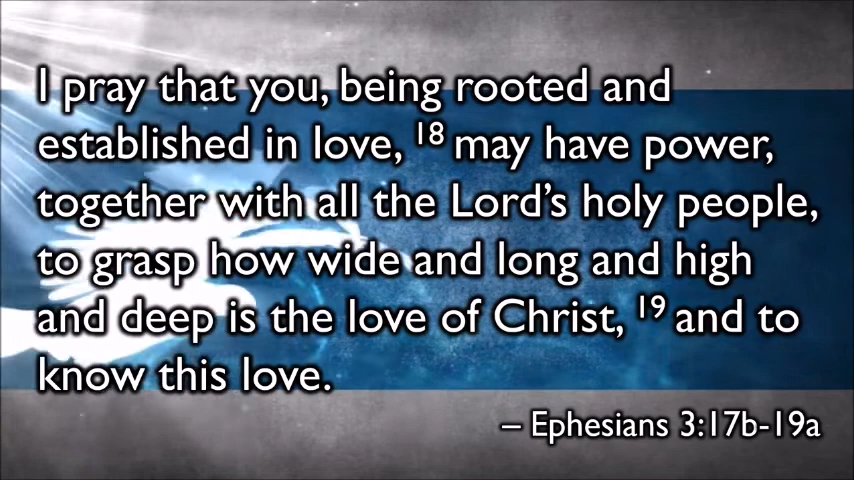 I pray that you, being rooted and
established in love, 18 may have power,
together with all the Lord’s holy people,
to grasp how wide and long and high
and deep is the love of Christ, 19 and to
know this love.
– Ephesians 3:17b-19a